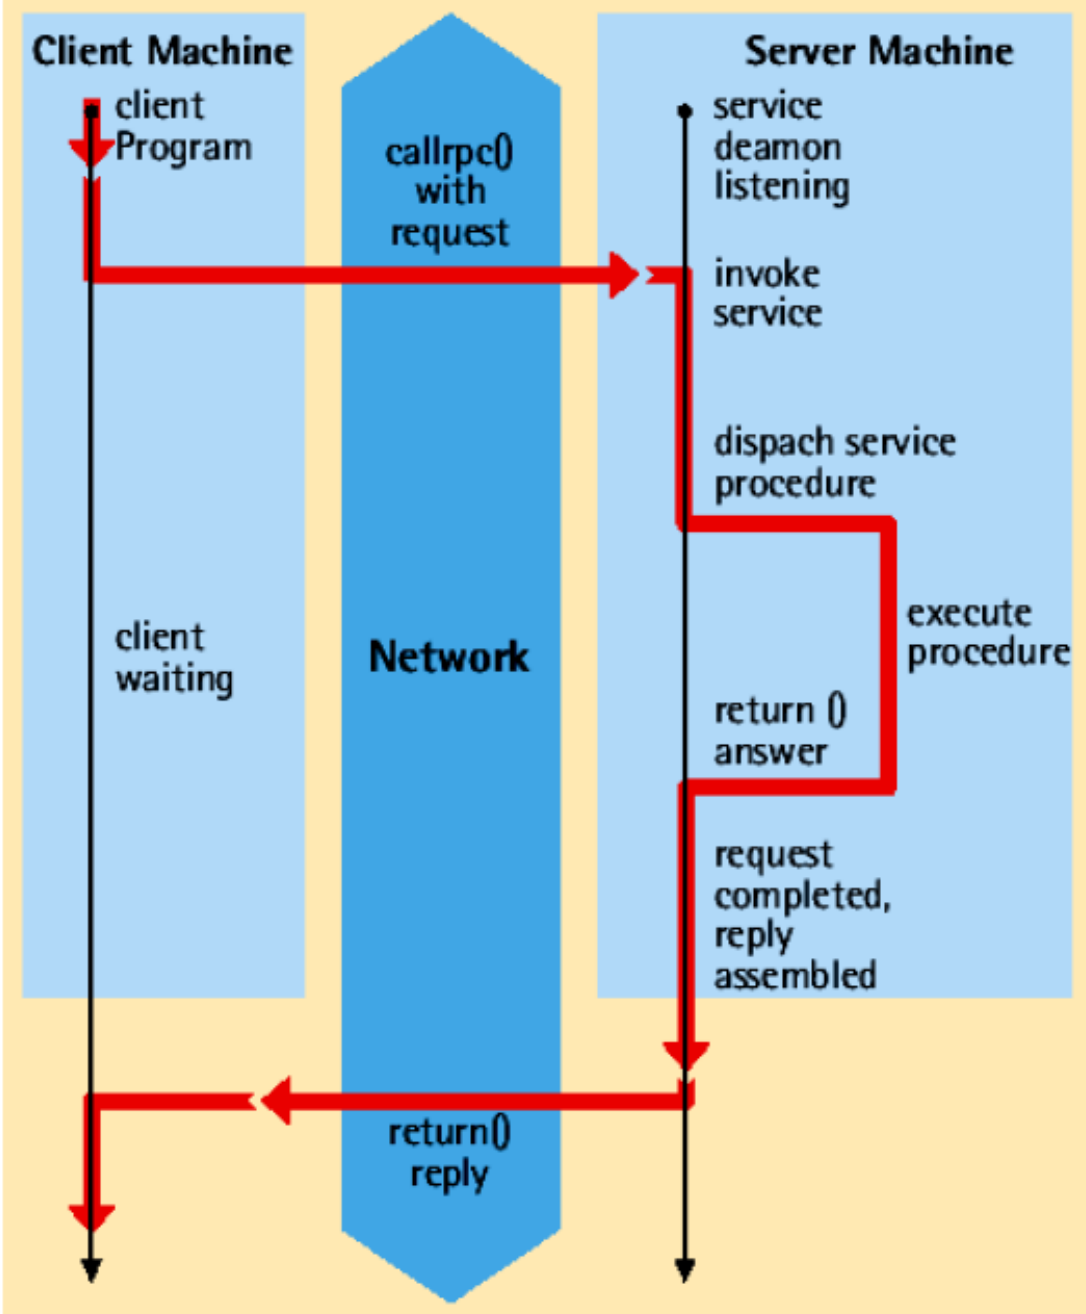 Client Machine
client
Program
callrpc()
with
request
Server Machine
service
deamon
listening
invoke
service
dispach service
procedure
execute
procedure
client
waiting
Network
return ()
answer
request
completed,
reply
assembled
return()
reply